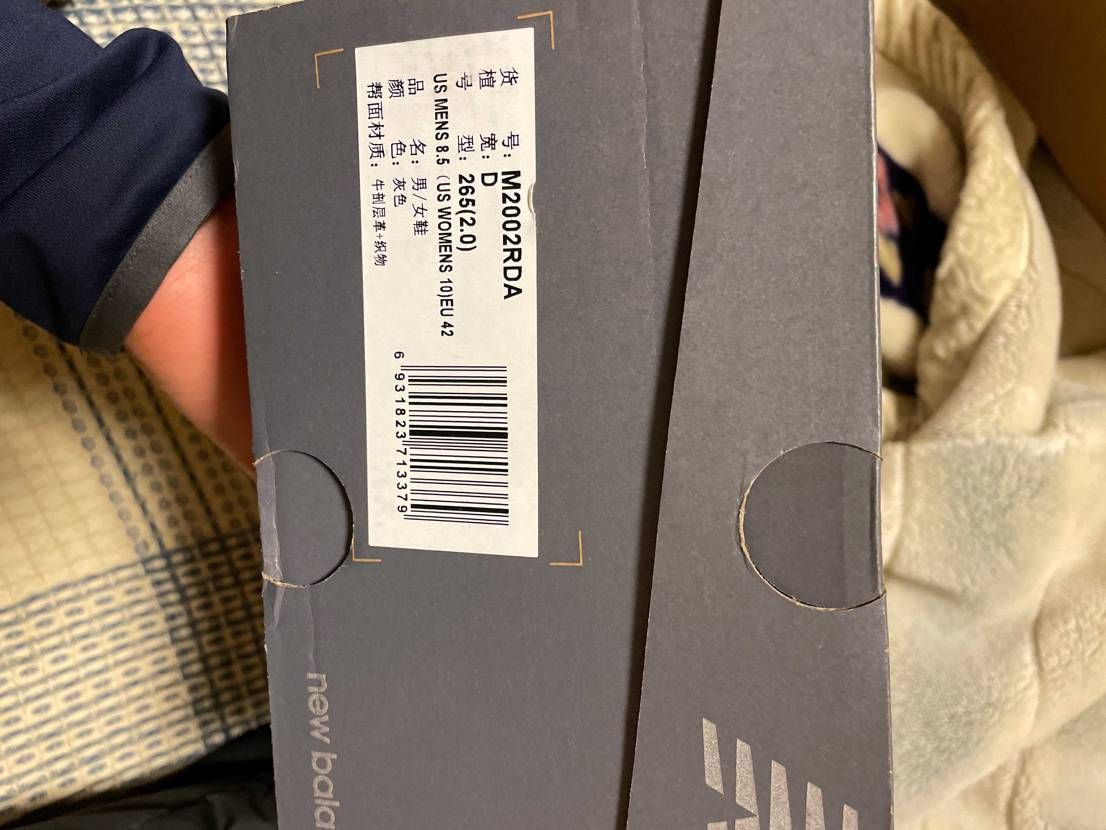 货 号: M2002RDA
楦 宽: D
号 型: 265(2.0)
US MENS 8.5 (US WOMENS 10)EU 42
品 名: 男/女鞋
颜 色: 灰色
帮面材质: 牛剖层革+织物
6 931823 713379
new bala